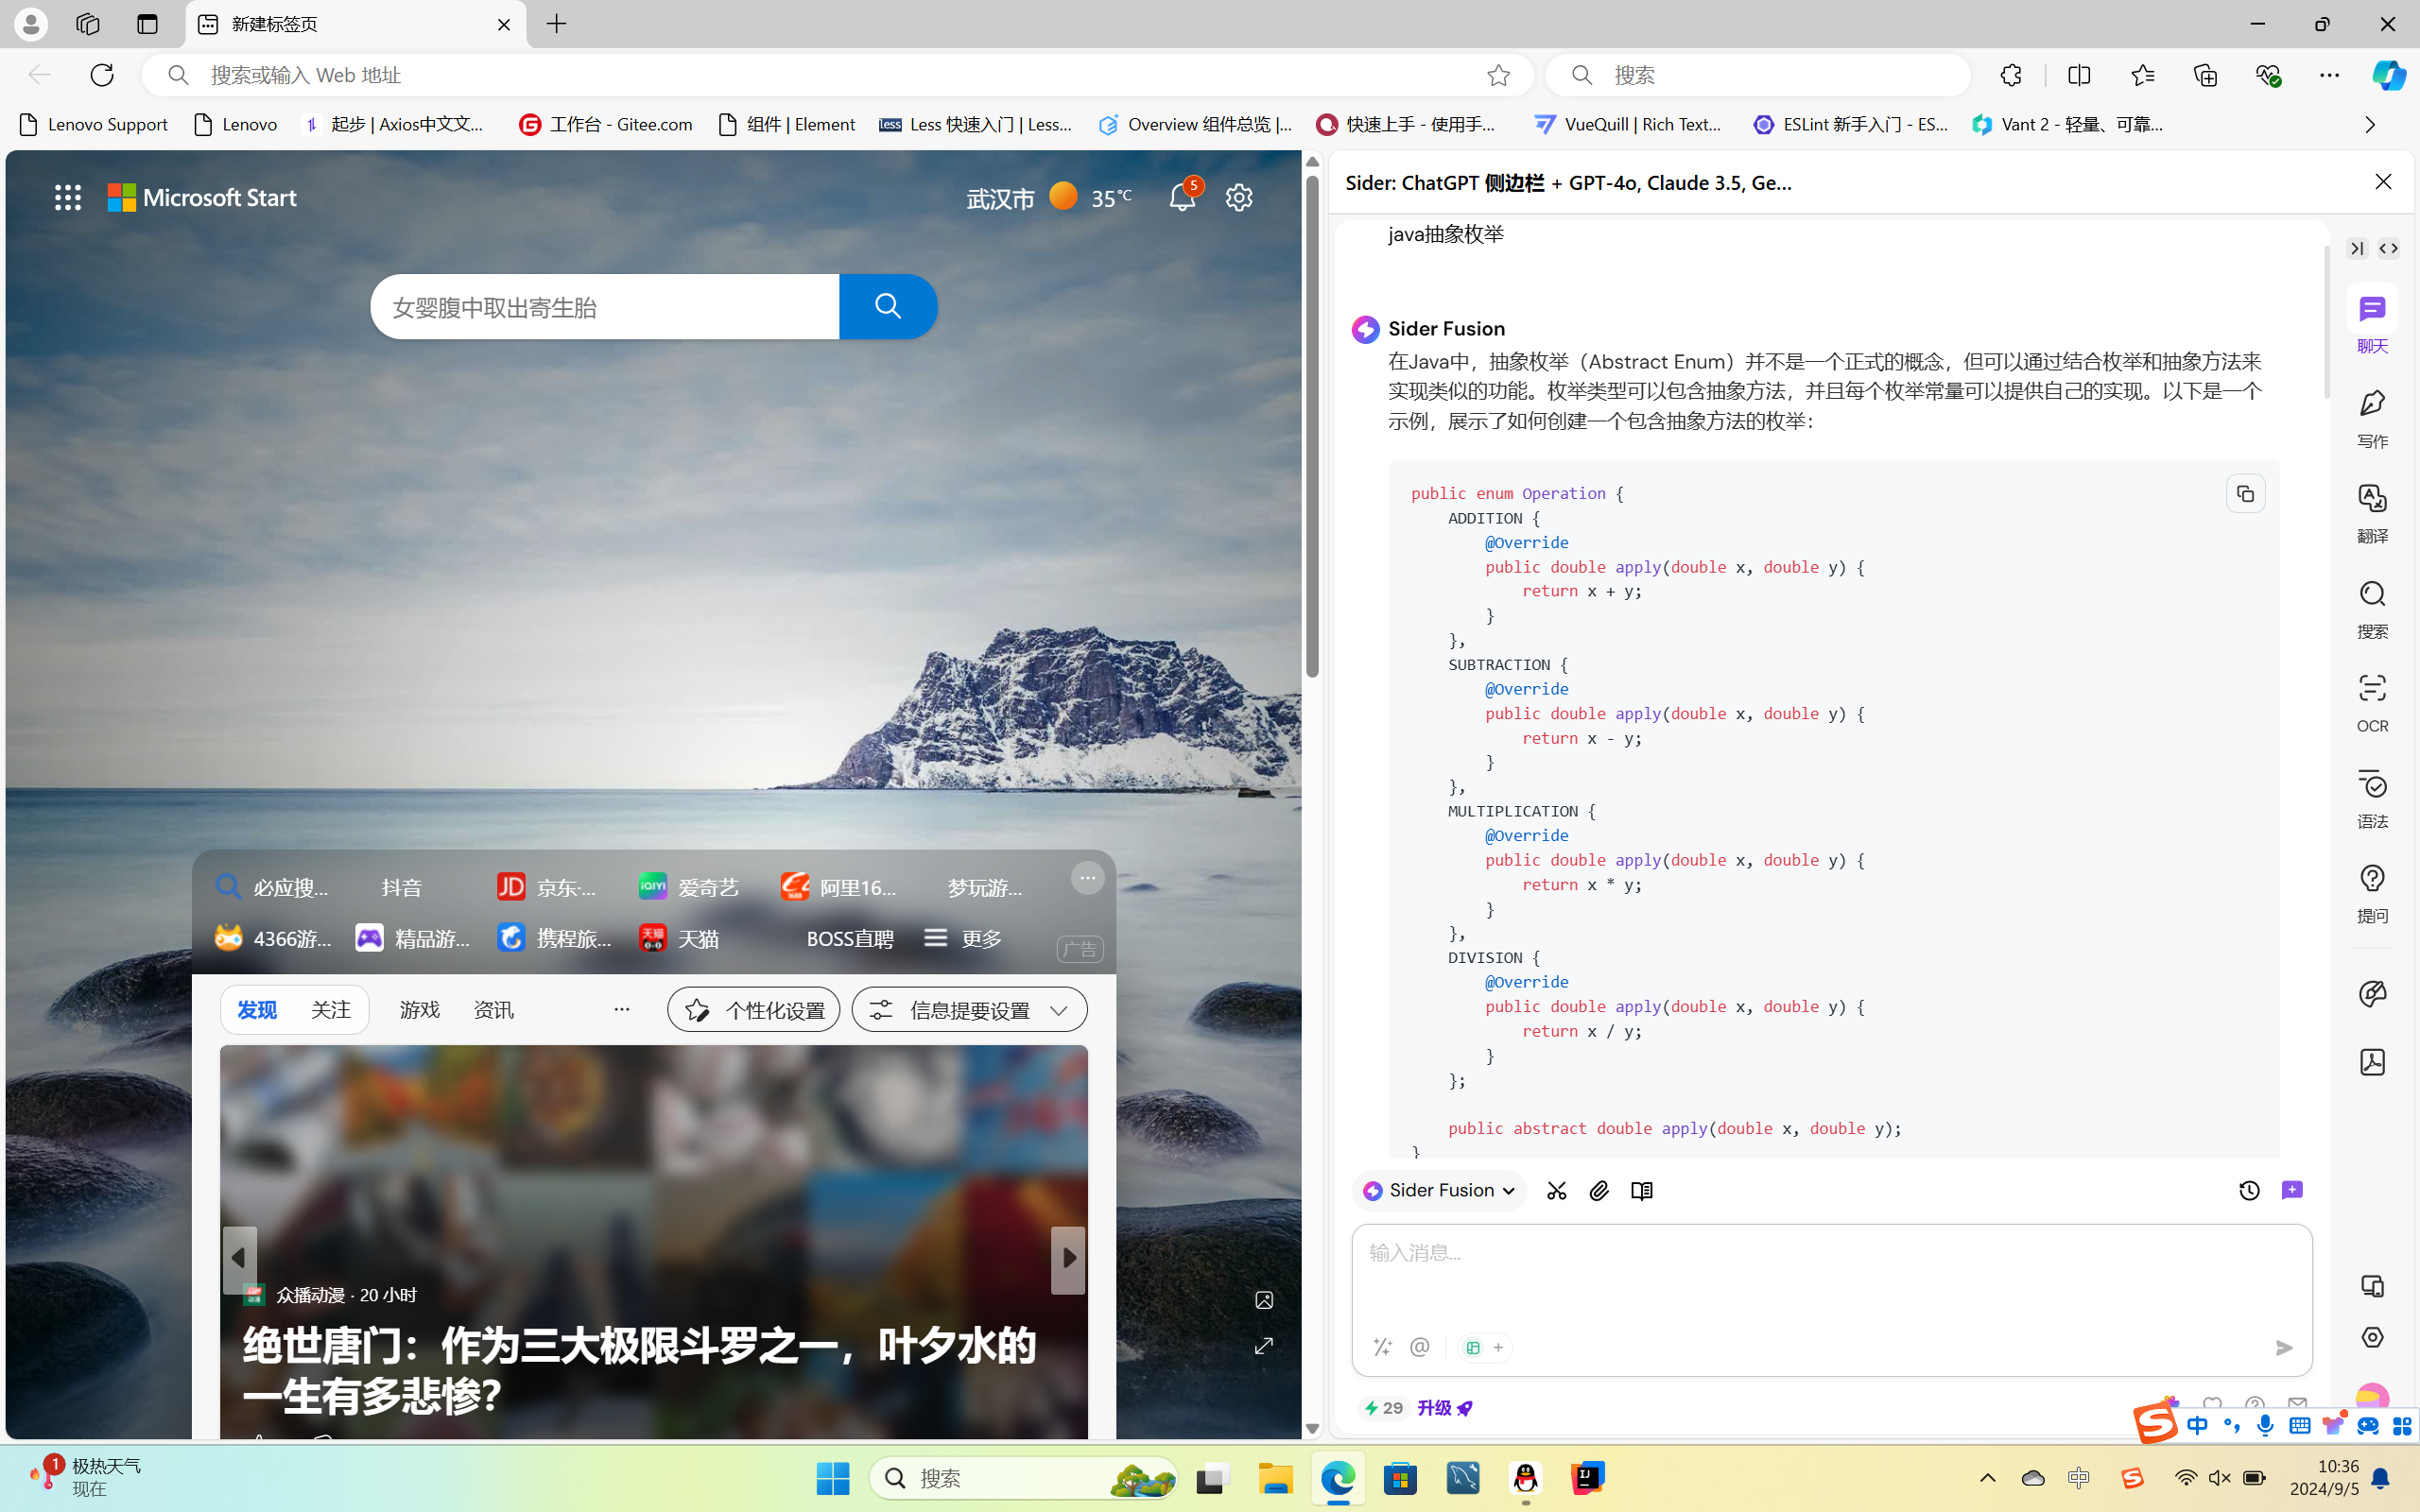 新建标签页
搜索或输入 Web 地址
搜索
Lenovo Support
Lenovo
起步 | Axios中文文...
工作台 - Gitee.com
组件 | Element
Less 快速入门 | Less...
Overview 组件总览 |...
快速上手 - 使用手...
VueQuill | Rich Text...
ESLint 新手入门 - ES...
Vant 2 - 轻量、可靠...
Microsoft Start
武汉市
35℃
5
女婴腹中取出寄生胎
必应搜...
抖音
京东·...
爱奇艺
阿里16...
梦玩游...
4366游...
精品游...
携程旅...
天猫
BOSS直聘
更多
广告
发现
关注
游戏
资讯
...
个性化设置
信息提要设置
众播动漫 · 20 小时
绝世唐门：作为三大极限斗罗之一，叶夕水的
一生有多悲惨？
Sider: ChatGPT 侧边栏 + GPT-4o, Claude 3.5, Ge...
java抽象枚举
Sider Fusion
在Java中，抽象枚举（Abstract Enum）并不是一个正式的概念，但可以通过结合枚举和抽象方法来
实现类似的功能。枚举类型可以包含抽象方法，并且每个枚举常量可以提供自己的实现。以下是一个
示例，展示了如何创建一个包含抽象方法的枚举：
public enum Operation {
    ADDITION {
        @Override
        public double apply(double x, double y) {
            return x + y;
        }
    },
    SUBTRACTION {
        @Override
        public double apply(double x, double y) {
            return x - y;
        }
    },
    MULTIPLICATION {
        @Override
        public double apply(double x, double y) {
            return x * y;
        }
    },
    DIVISION {
        @Override
        public double apply(double x, double y) {
            return x / y;
        }
    };
    public abstract double apply(double x, double y);
}
Sider Fusion
输入消息...
29
升级
聊天
写作
翻译
搜索
OCR
语法
提问
中
1
极热天气
现在
搜索
中
10:36
2024/9/5